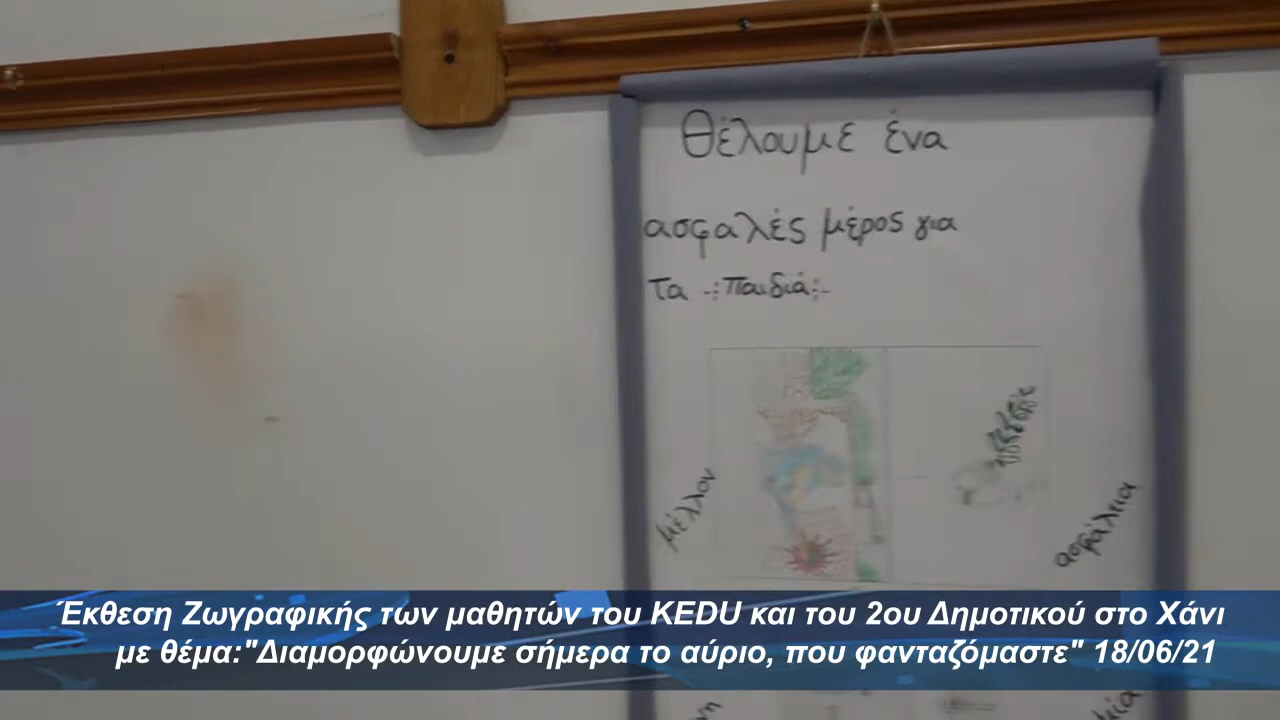 Θέλουμε ένα
ασφαλές μέρος για
τα παιδιά
μέλλον
ασφάλεια
Έκθεση Ζωγραφικής των μαθητών του KEDU και του 2ου Δημοτικού στο Χάνι
με θέμα:"Διαμορφώνουμε σήμερα το αύριο, που φανταζόμαστε" 18/06/21